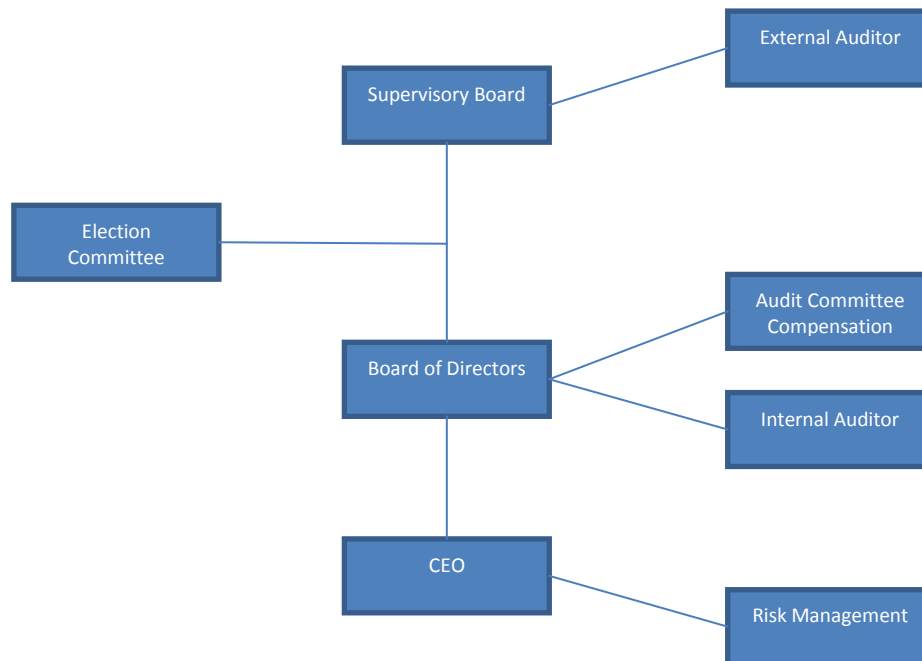 External Auditor
Supervisory Board
Election
Committee
Audit Committee
Compensation
Board of Directors
Internal Auditor
CEO
Risk Management